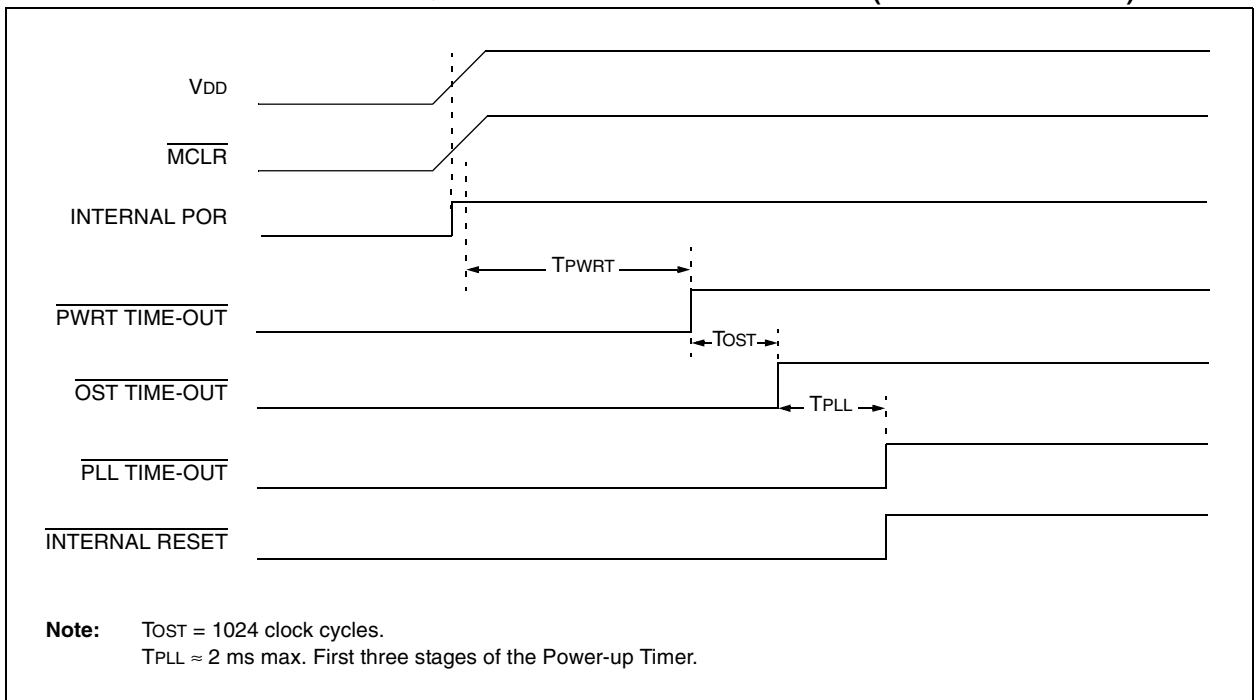 VDD
MCLR
INTERNAL POR
TPWRT
PWRT TIME-OUT
TOST
OST TIME-OUT
TPLL
PLL TIME-OUT
INTERNAL RESET
Note: TOST = 1024 clock cycles.
TPLL ≈ 2 ms max. First three stages of the Power-up Timer.